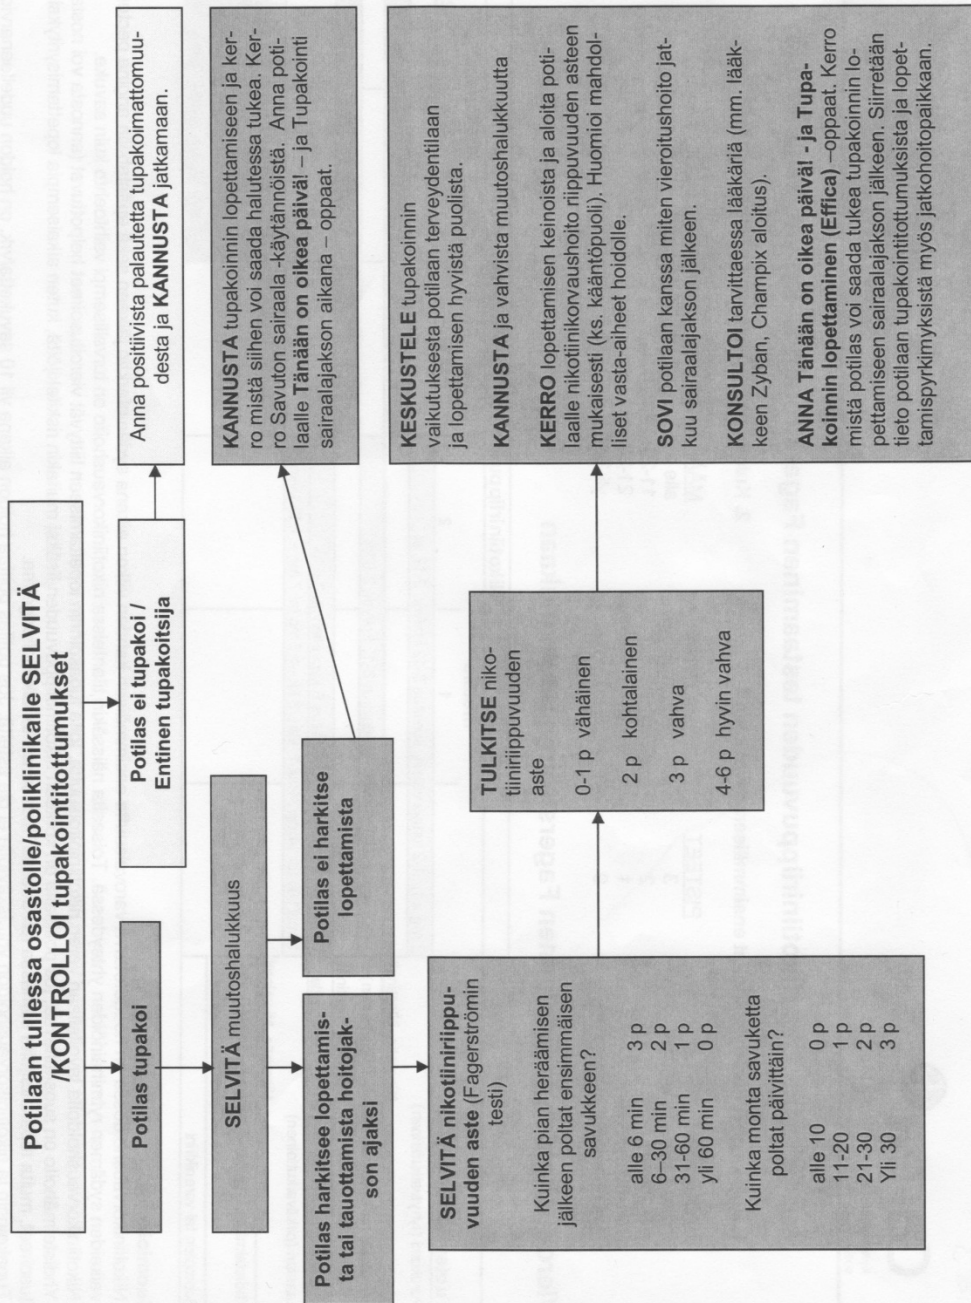 Potilaan tullessa osastolle/poliklinikalle SELVITÄ
/KONTROLLOI tupakointitottumukset
Potilas tupakoi
Potilas ei tupakoi /
Entinen tupakoitsija
Anna positiivista palautetta tupakoimattomuu-
desta ja KANNUSTA jatkamaan.
SELVITÄ muutoshalukkuus
Potilas harkitsee lopettamis-
ta tai tauottamista hoitojak-
son ajaksi
Potilas ei harkitse
lopettamista
KANNUSTA tupakoinnin lopettamiseen ja ker-
ro mistä siihen voi saada halutessa tukea. Ker-
ro Savuton sairaala -käytännöistä. Anna poti-
laalle Tänään on oikea päivä! – ja Tupakointi
sairaalajakson aikana – oppaat.
SELVITÄ nikotiiniriippu-
vuuden aste (Fagerströmin
testi)
Kuinka pian heräämisen
jälkeen poltat ensimmäisen
savukkeen?
alle 6 min 3 p
6–30 min 2 p
31-60 min 1 p
yli 60 min 0 p
Kuinka monta savuketta
poltat päivittäin?
alle 10 0 p
11-20 1 p
21-30 2 p
Yli 30 3 p
TULKITSE niko-
tiiniriippuvuuden
aste
0-1 p vähäinen
2 p kohtalainen
3 p vahva
4-6 p hyvin vahva
KESKUSTELE tupakoinnin
vaikutuksesta potilaan terveydentilaan
ja lopettamisen hyvistä puolista.
KANNUSTA ja vahvista muutoshalukkuutta
KERRO lopettamisen keinoista ja aloita poti-
laalle nikotiinikorvaushoito riippuvuuden asteen
mukaisesti (ks. kääntöpuoli). Huomioi mahdol-
liset vasta-aiheet hoidolle.
SOVI potilaan kanssa miten vieroitushoito jat-
kuu sairaalajakson jälkeen.
KONSULTOI tarvittaessa lääkäriä (mm. lääk-
keen Zyban, Champix aloitus).
ANNA Tänään on oikea päivä! - ja Tupa-
koinnin lopettaminen (Effica) –oppaat. Kerro
mistä potilas voi saada tukea tupakoinnin lo-
pettamiseen sairaalajakson jälkeen. Siirretään
tieto potilaan tupakointitottumuksista ja lopet-
tamispyrkimyksistä myös jatkohoitopaikkaan.